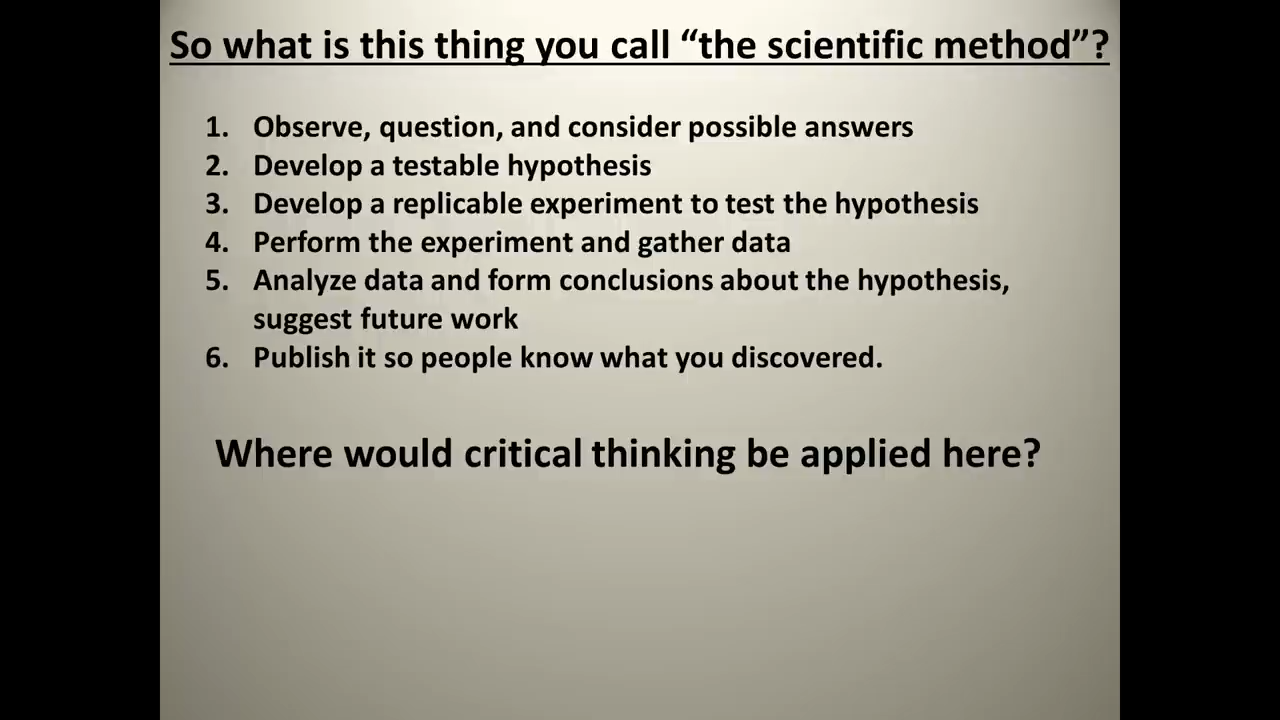 So what is this thing you call “the scientific method”?
1. Observe, question, and consider possible answers
2. Develop a testable hypothesis
3. Develop a replicable experiment to test the hypothesis
4. Perform the experiment and gather data
5. Analyze data and form conclusions about the hypothesis,
suggest future work
6. Publish it so people know what you discovered.
Where would critical thinking be applied here?